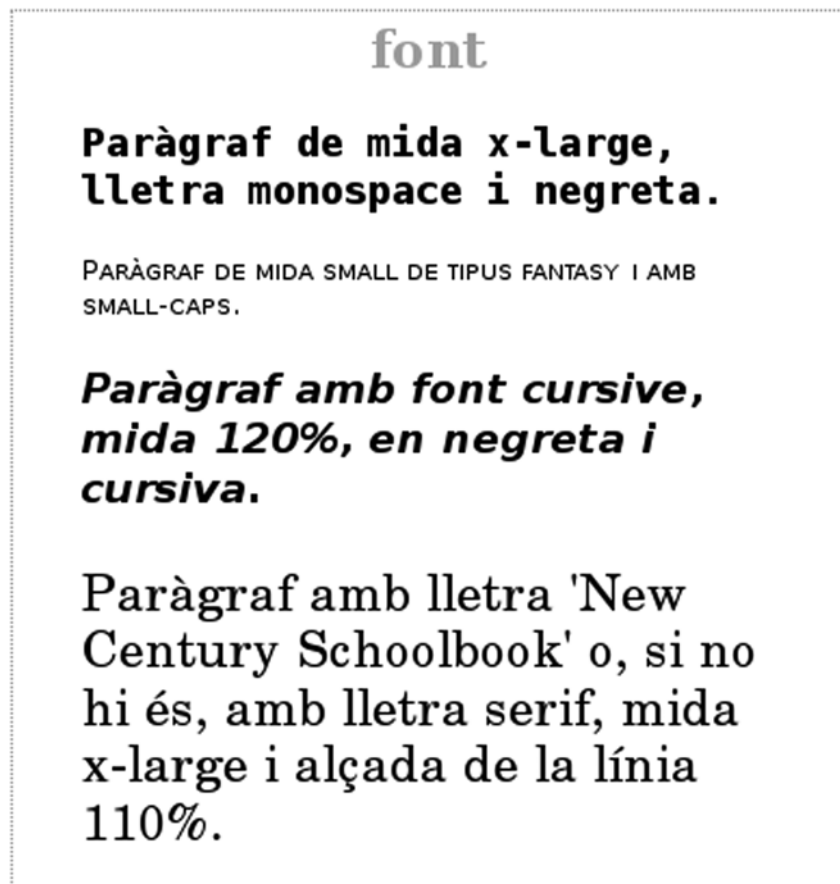 font
Paràgraf de mida x-large,
lletra monospace i negreta.
Paràgraf de mida small de tipus fantasy i amb
small-caps.
Paràgraf amb font cursive,
mida 120%, en negreta i
cursiva.
Paràgraf amb lletra 'New
Century Schoolbook' o, si no
hi és, amb lletra serif, mida
x-large i alçada de la línia
110%.